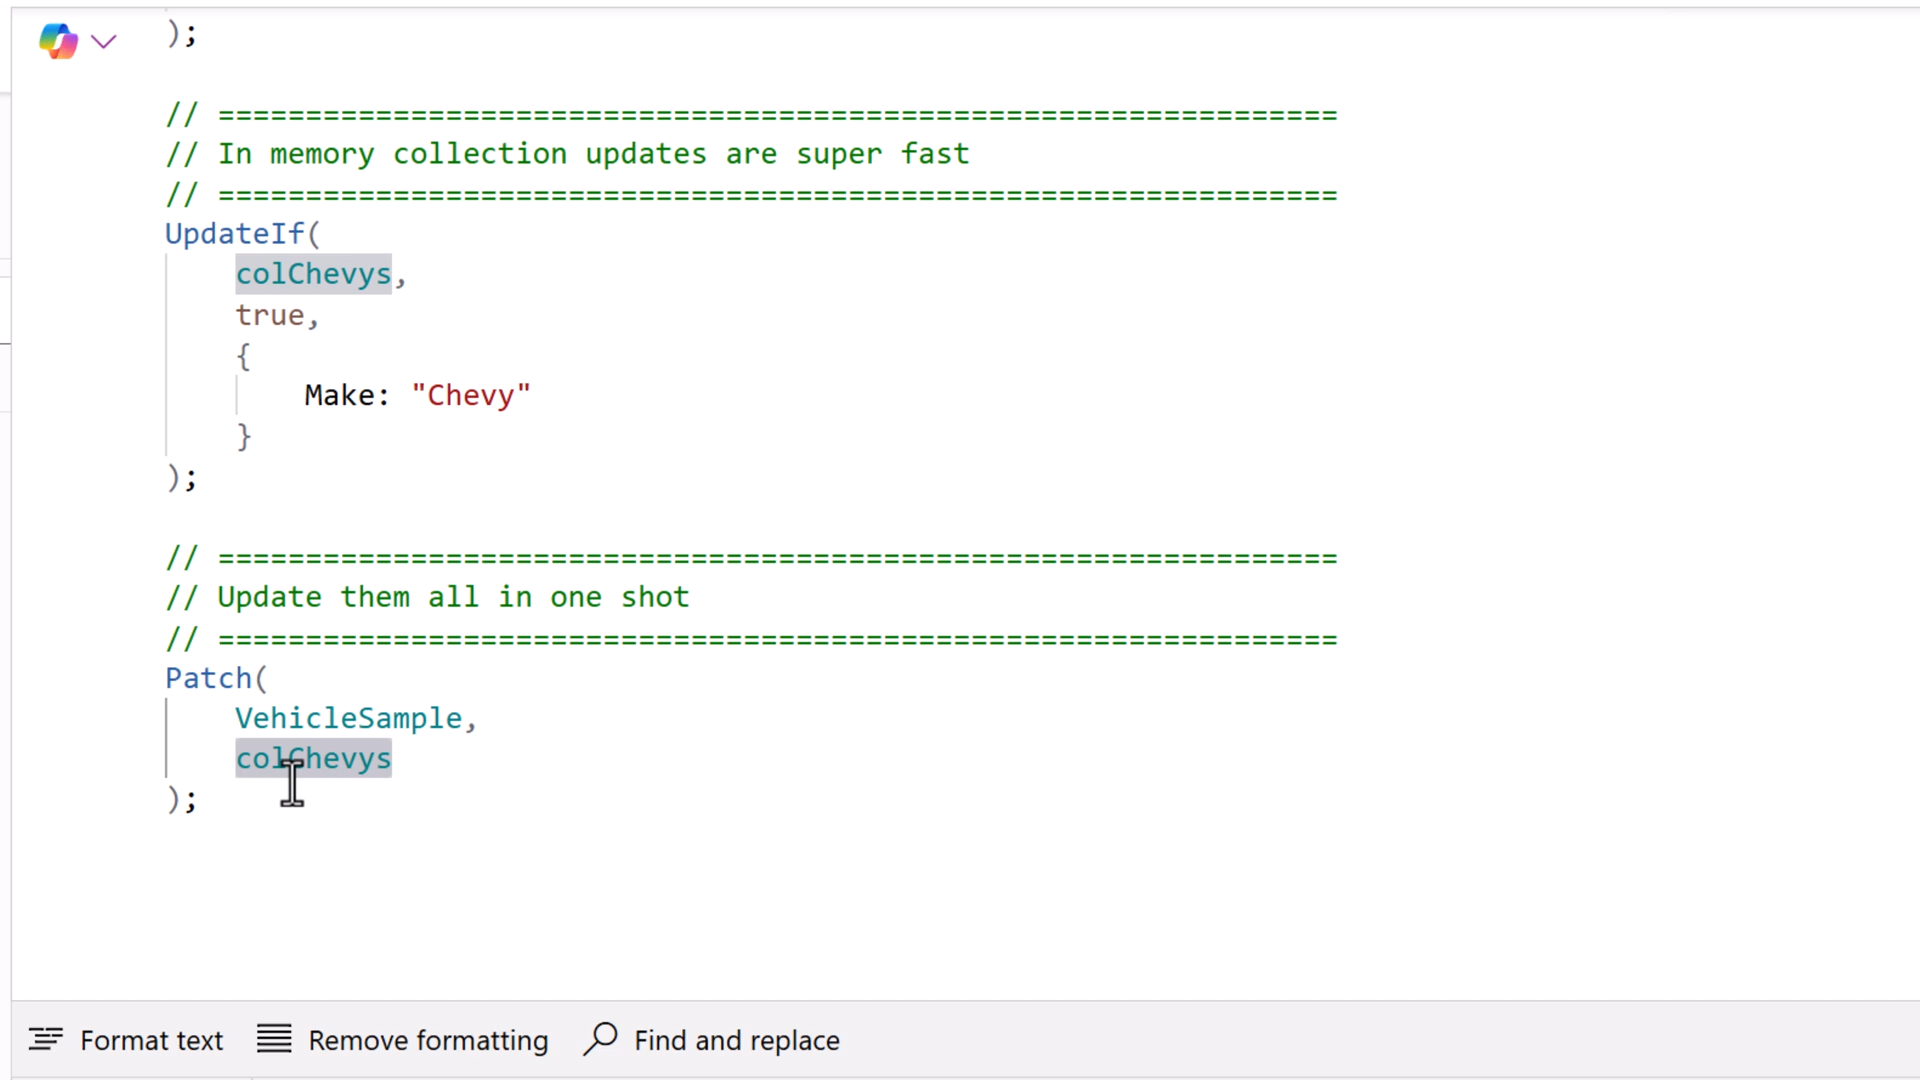 );
// ================================================================
// In memory collection updates are super fast
// ================================================================
UpdateIf(
colChevys,
true,
{
Make: "Chevy"
}
);
// ================================================================
// Update them all in one shot
// ================================================================
Patch(
VehicleSample,
colChevys
);
Format text Remove formatting Find and replace